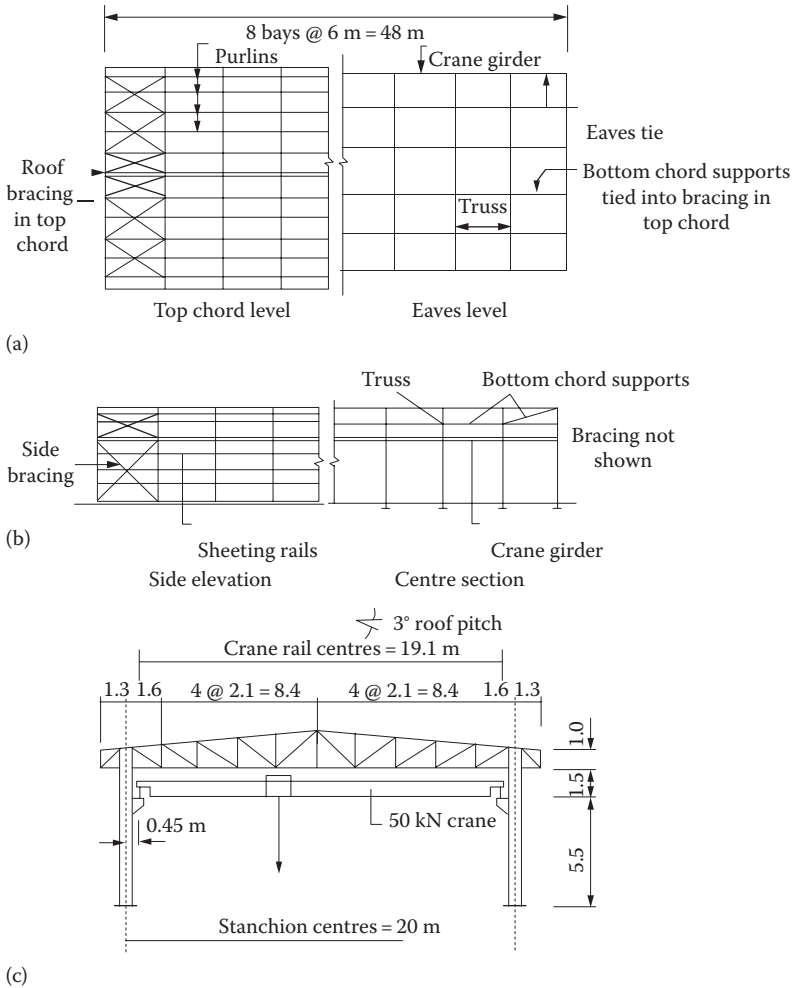 8 bays @ 6 m = 48 m
Purlins
Crane girder
Eaves tie
Roof
bracing
in top
chord
Bottom chord supports
tied into bracing in
top chord
Truss
Top chord level
Eaves level
(a)
Truss
Bottom chord supports
Side
bracing
Bracing not
shown
Sheeting rails
Crane girder
Side elevation
Centre section
(b)
3° roof pitch
Crane rail centres = 19.1 m
1.3 1.6 4 @ 2.1 = 8.4 4 @ 2.1 = 8.4 1.6 1.3
1.0
1.5
0.45 m
50 kN crane
5.5
Stanchion centres = 20 m
(c)